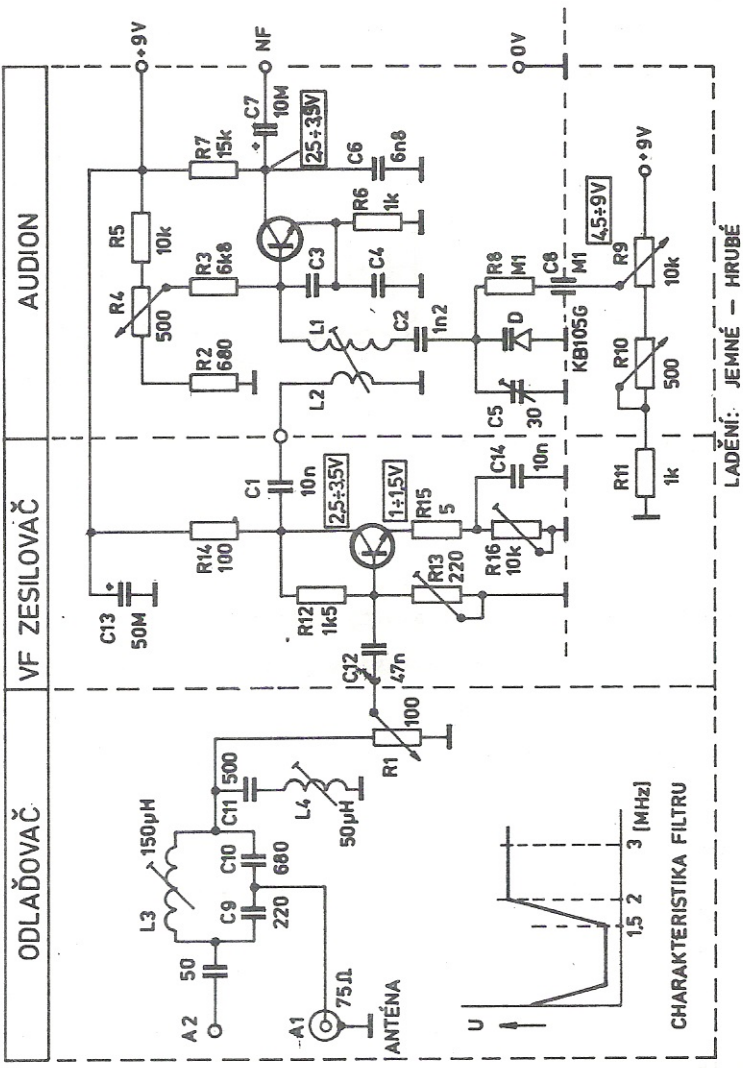 ODLAĎOVAČ
VF ZESILOVAČ
AUDION
A2
50
L3
150µH
C9
220
C10
680
A1
75Ω
ANTÉNA
C11
500
L4
50µH
R1
100
U
1,5
2
3
[MHz]
CHARAKTERISTIKA FILTRU
C13
50M
+
R14
100
C1
10n
2,5÷3,5V
R12
1k5
C12
47n
R13
220
1÷1,5V
R15
5
R16
10k
C14
10n
R2
680
R4
500
R5
10k
R3
6k8
R7
15k
+9V
+
C7
10M
NF
2,5÷3,9V
C6
6n8
R6
1k
C3
C4
L1
L2
C2
1n2
C5
30
D
KB105G
R8
M1
C8
M1
0V
4,5÷9V
R11
1k
R10
500
R9
10k
+9V
LADĚNÍ: JEMNÉ – HRUBÉ